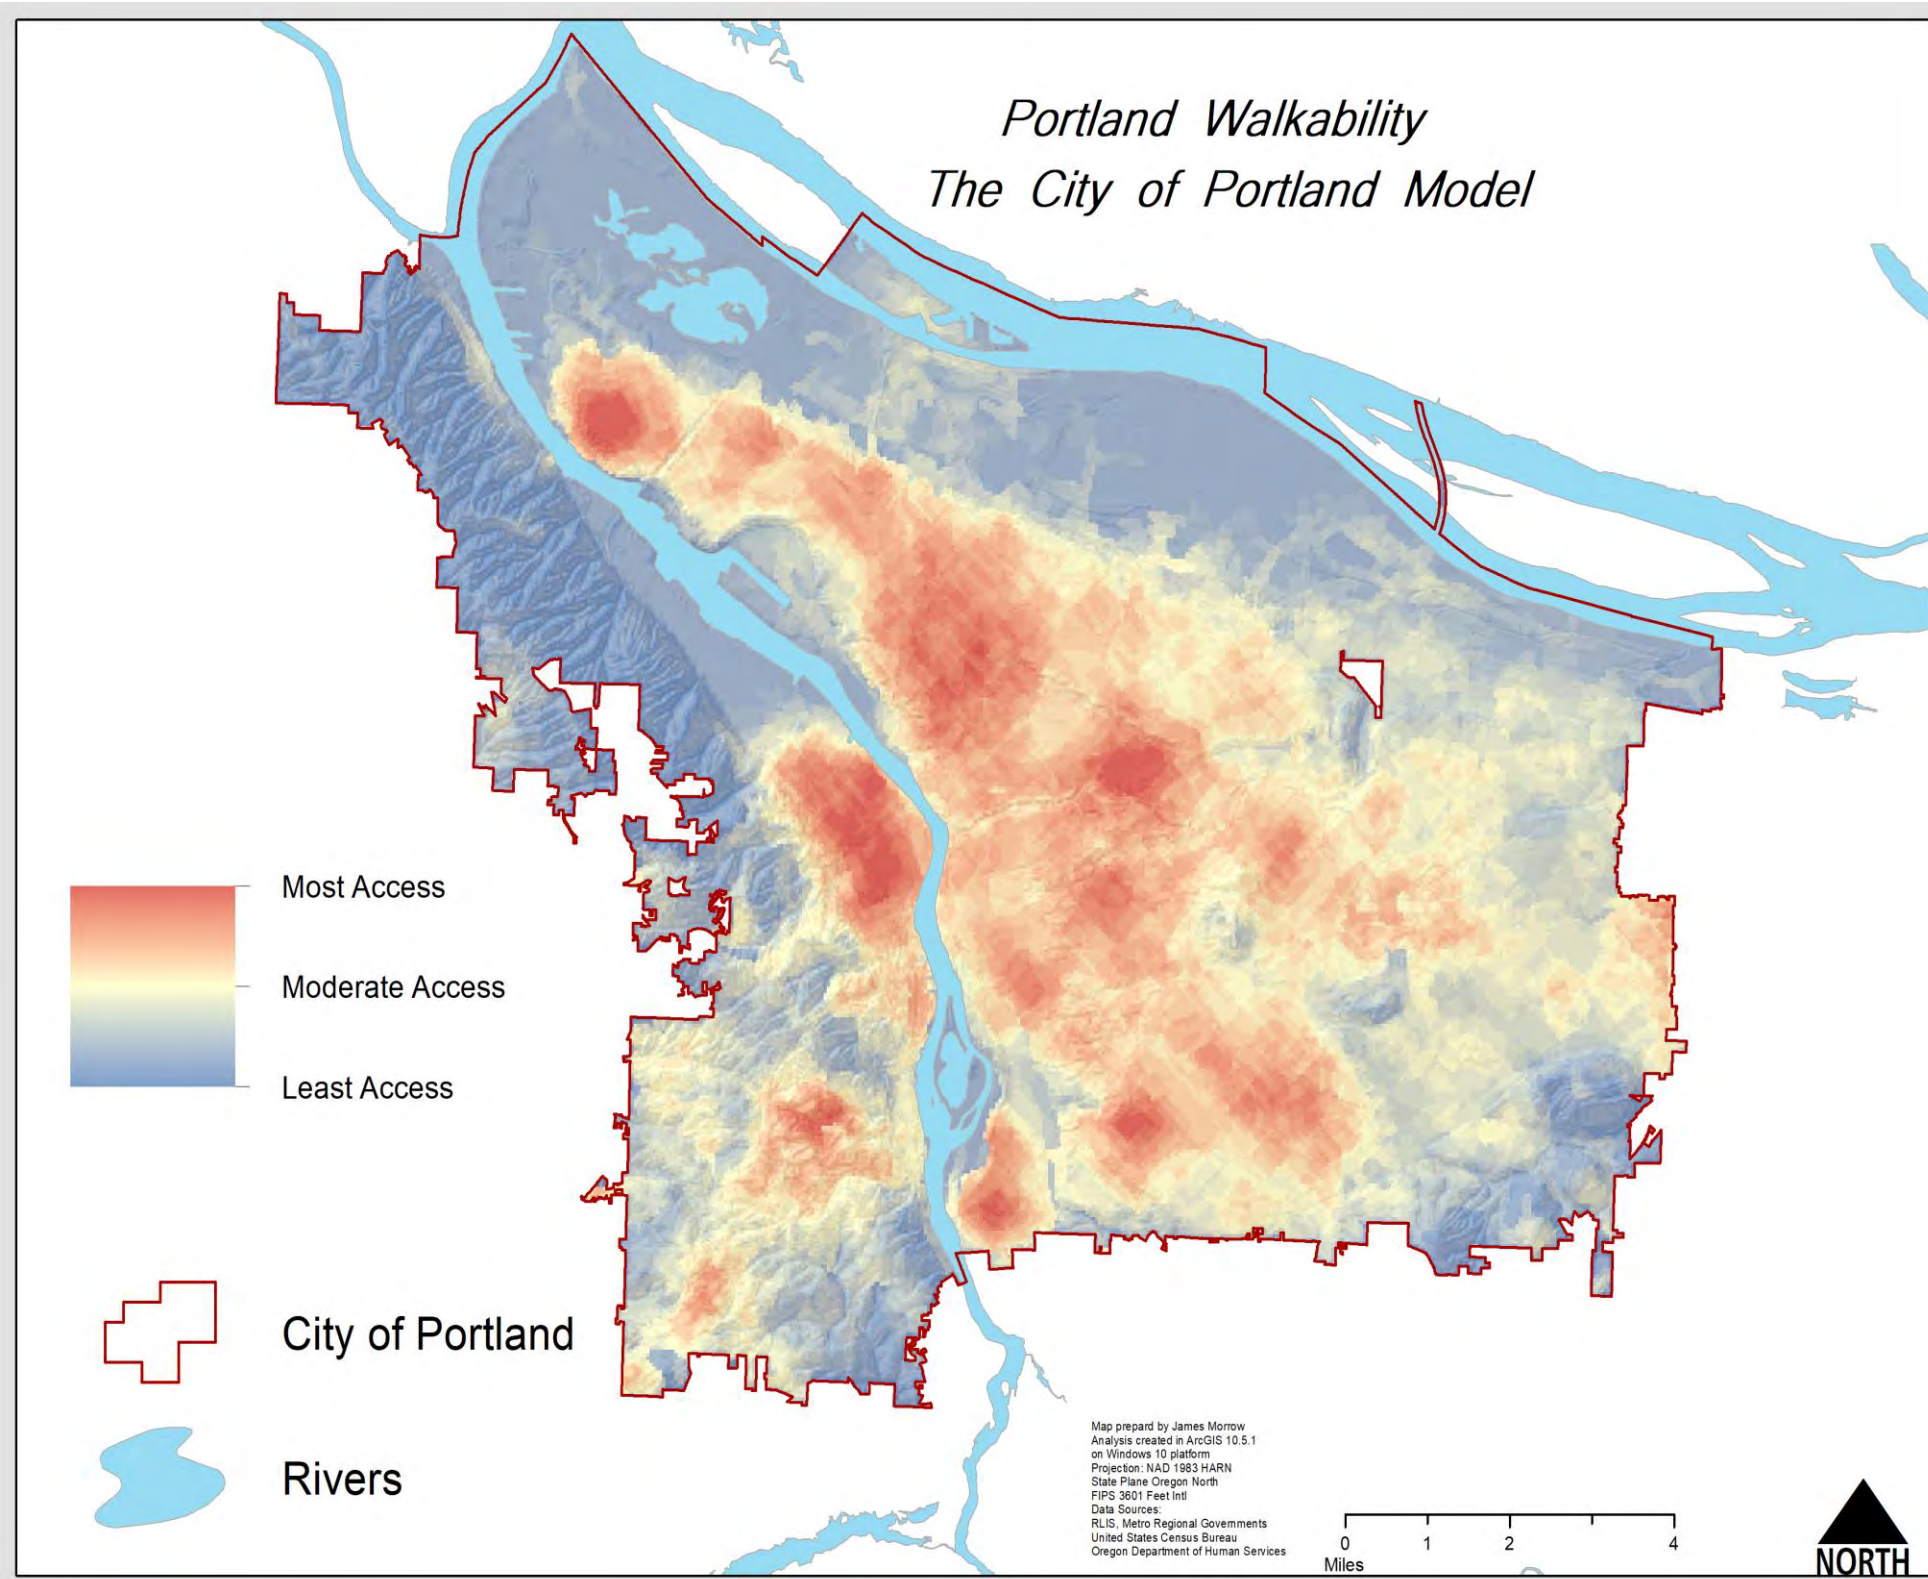 Portland Walkability
The City of Portland Model
Most Access
Moderate Access
Least Access
City of Portland
Rivers
Map prepard by James Morrow
Analysis created in ArcGIS 10.5.1
on Windows 10 platform
Projection: NAD 1983 HARN
State Plane Oregon North
FIPS 3601 Feet Intl
Data Sources:
RLIS, Metro Regional Governments
United States Census Bureau
Oregon Department of Human Services
0 1 2 4
Miles
NORTH